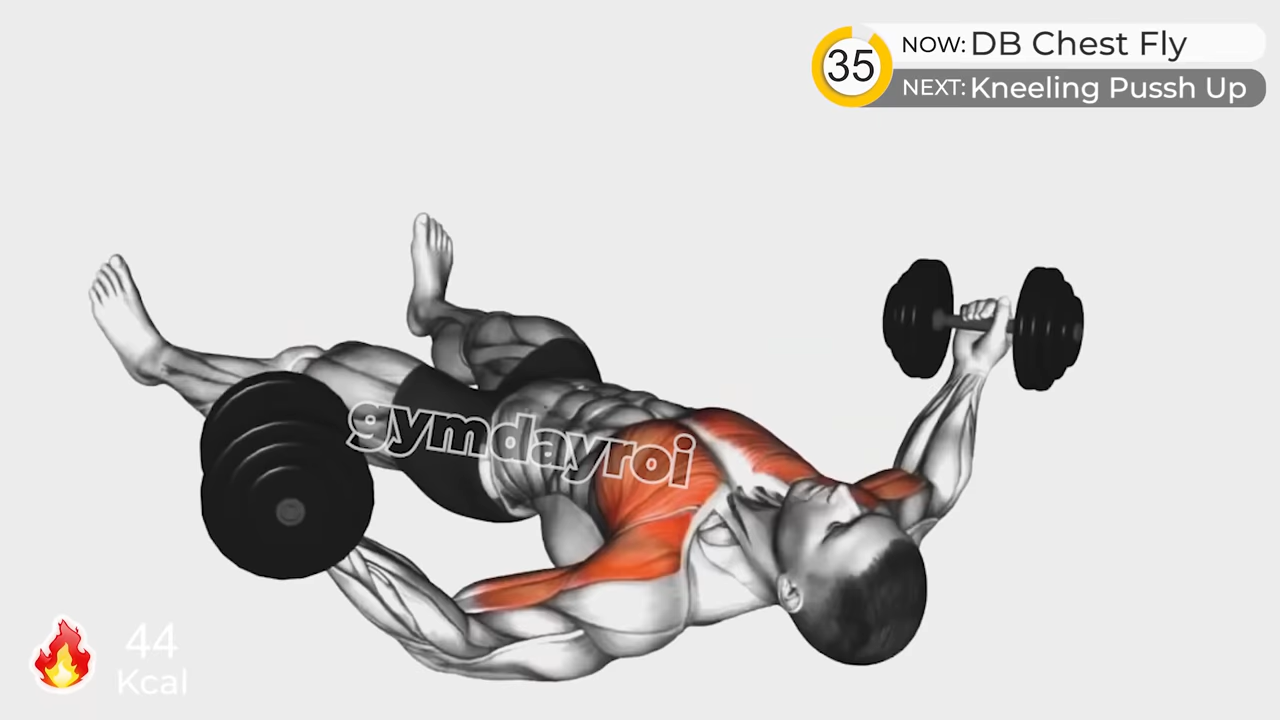 35
NOW: DB Chest Fly
NEXT: Kneeling Pussh Up
gymdayroi
44
Kcal